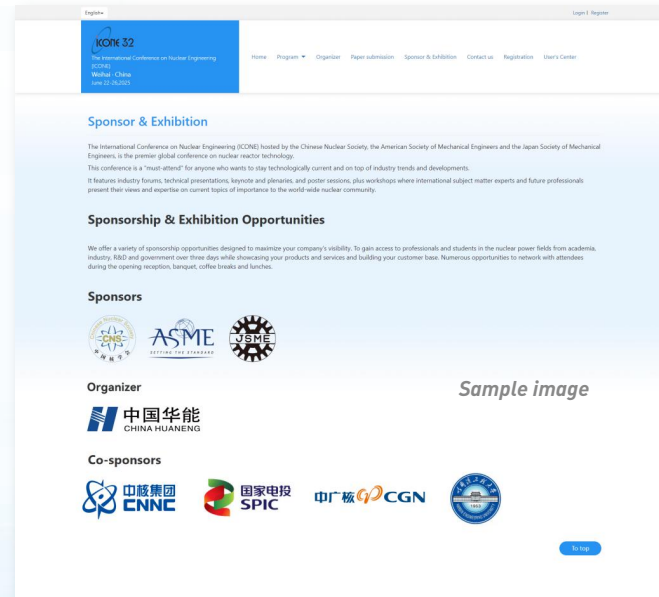 English
Login | Register
ICONE 32
The International Conference on Nuclear Engineering
(ICONE)
Weihai · China
June 22-26,2025
Home Program Organizer Paper submission Sponsor & Exhibition Contact us Registration User's Center
Sponsor & Exhibition
The International Conference on Nuclear Engineering (ICONE) hosted by the Chinese Nuclear Society, the American Society of Mechanical Engineers and the Japan Society of Mechanical
Engineers, is the premier global conference on nuclear reactor technology.
This conference is a "must-attend" for anyone who wants to stay technologically current and on top of industry trends and developments.
It features industry forums, technical presentations, keynote and plenaries, and poster sessions, plus workshops where international subject matter experts and future professionals
present their views and expertise on current topics of importance to the world-wide nuclear community.
Sponsorship & Exhibition Opportunities
We offer a variety of sponsorship opportunities designed to maximize your company's visibility. To gain access to professionals and students in the nuclear power fields from academia,
industry, R&D and government over three days while showcasing your products and services and building your customer base. Numerous opportunities to network with attendees
during the opening reception, banquet, coffee breaks and lunches.
Sponsors
CNS
中国核学会
ASME
SETTING THE STANDARD
JSME
Organizer
Sample image
中国华能
CHINA HUANENG
Co-sponsors
中核集团
CNNC
国家电投
SPIC
中广核 CGN
1953
To top